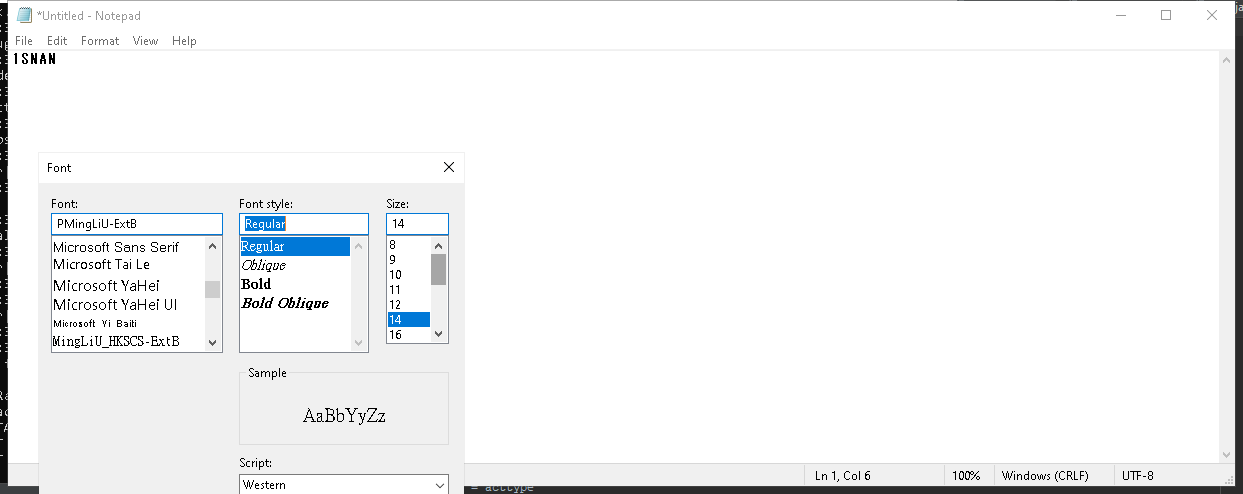 *Untitled - Notepad
File Edit Format View Help
1SNAN
Font
Font: Font style: Size:
PMingLiU-ExtB Regular 14
Microsoft Sans Serif
Microsoft Tai Le
Microsoft YaHei
Microsoft YaHei UI
Microsoft Yi Baiti
MingLiU_HKSCS-ExtB
Regular
Oblique
Bold
Bold Oblique
8
9
10
11
12
14
16
Sample
AaBbYyZz
Script:
Western
Ln 1, Col 6 100% Windows (CRLF) UTF-8
= acctype